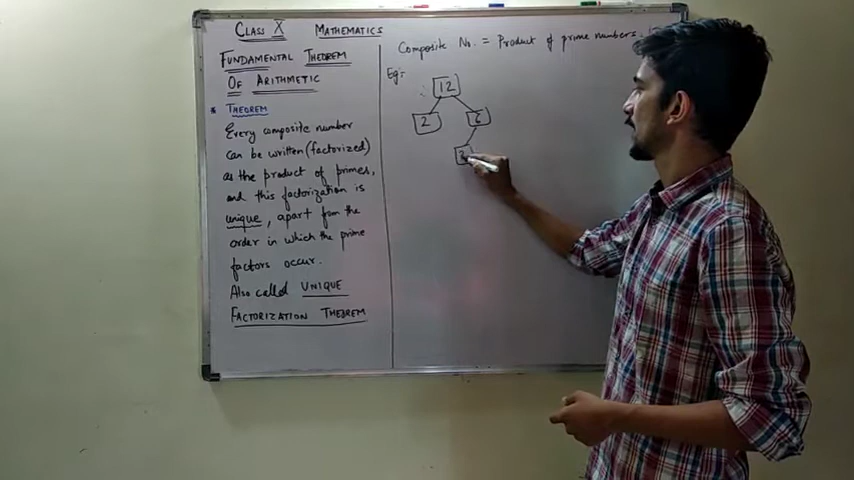 CLASS X MATHEMATICS
FUNDAMENTAL THEOREM
OF ARITHMETIC
* THEOREM
Every composite number
can be written (factorized)
as the product of primes,
and this factorization is
unique, apart from the
order in which the prime
factors occur.
Also called UNIQUE
FACTORIZATION THEOREM
Composite No. = Product of prime numbers.
Eg:-
12
2 6
2